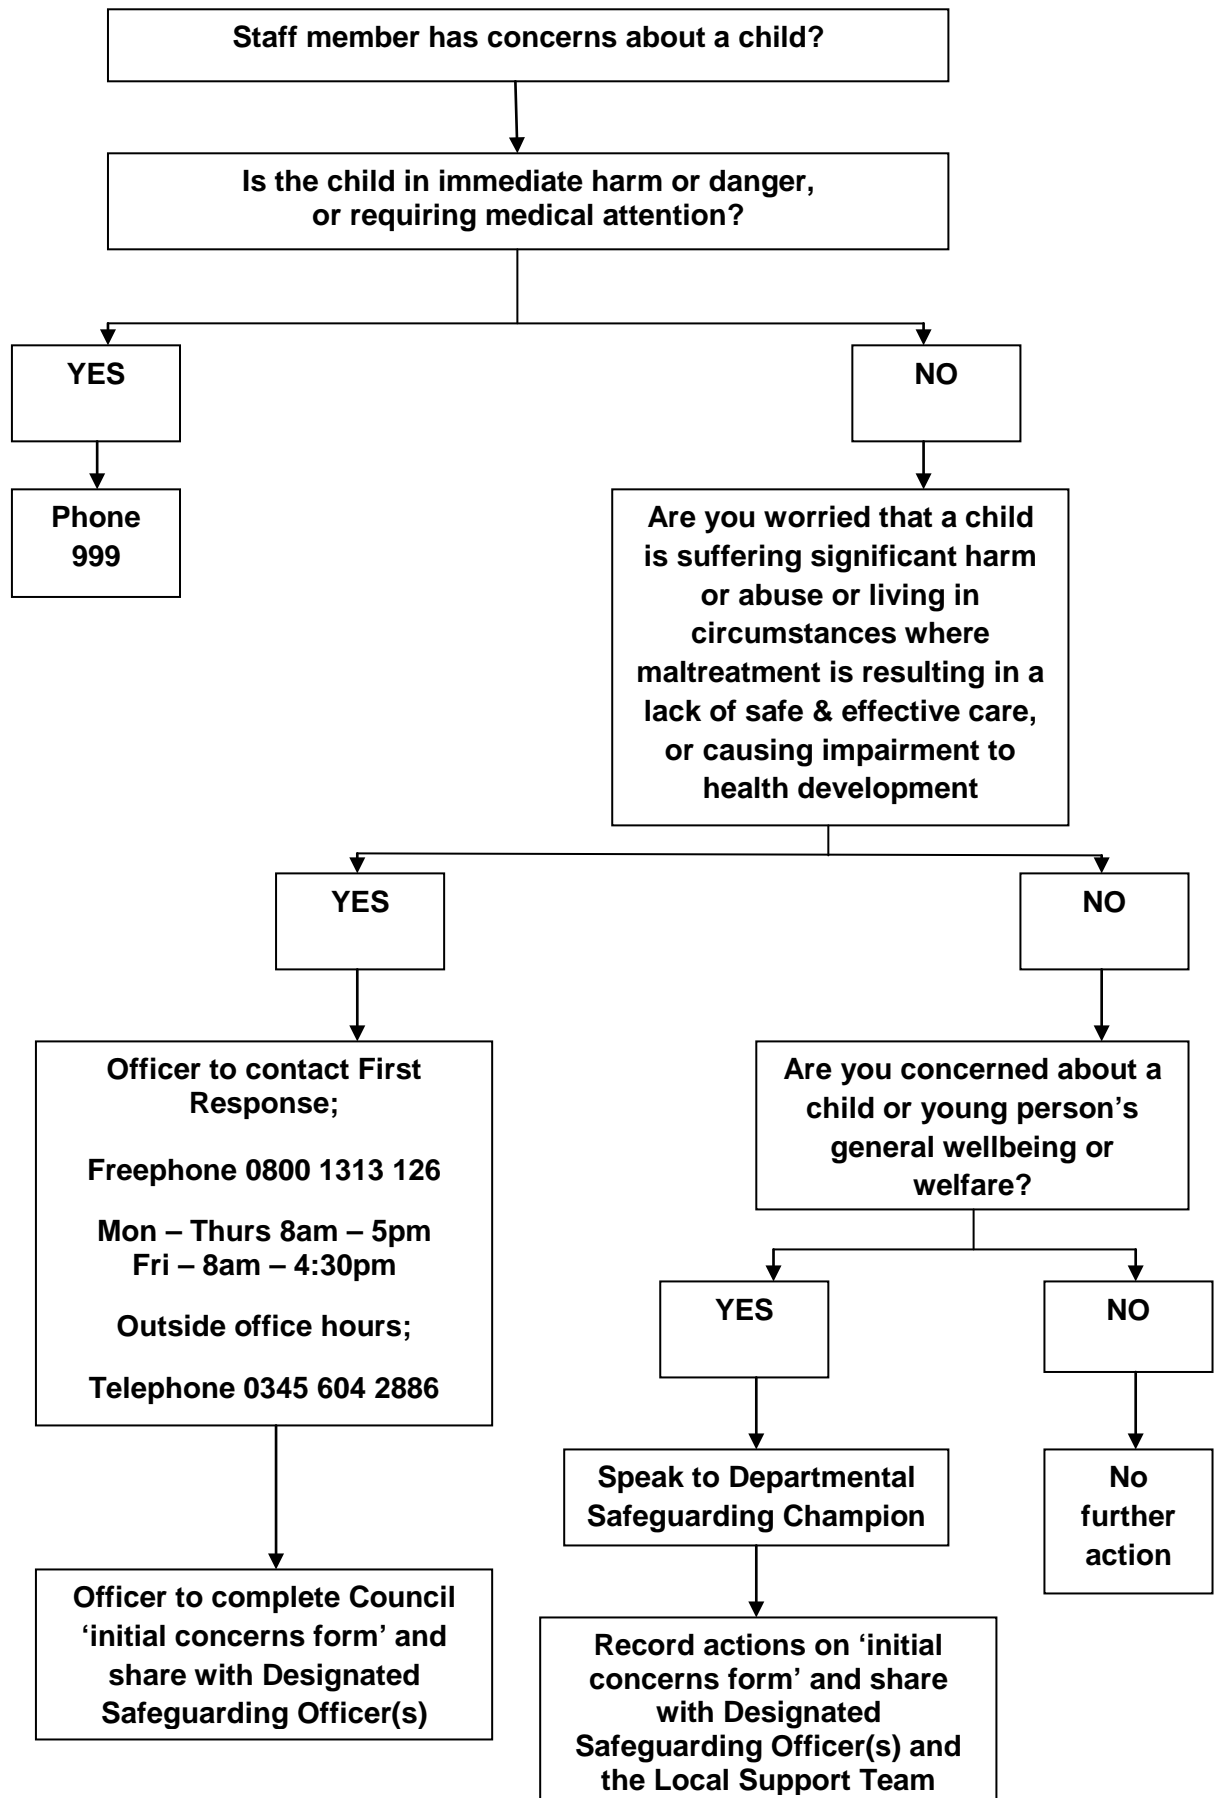 Staff member has concerns about a child?
Is the child in immediate harm or danger,
or requiring medical attention?
YES
NO
Phone
999
Are you worried that a child
is suffering significant harm
or abuse or living in
circumstances where
maltreatment is resulting in a
lack of safe & effective care,
or causing impairment to
health development
YES
NO
Officer to contact First
Response;
Freephone 0800 1313 126
Mon – Thurs 8am – 5pm
Fri – 8am – 4:30pm
Outside office hours;
Telephone 0345 604 2886
Are you concerned about a
child or young person’s
general wellbeing or
welfare?
YES
NO
Speak to Departmental
Safeguarding Champion
No
further
action
Officer to complete Council
‘initial concerns form’ and
share with Designated
Safeguarding Officer(s)
Record actions on ‘initial
concerns form’ and share
with Designated
Safeguarding Officer(s) and
the Local Support Team